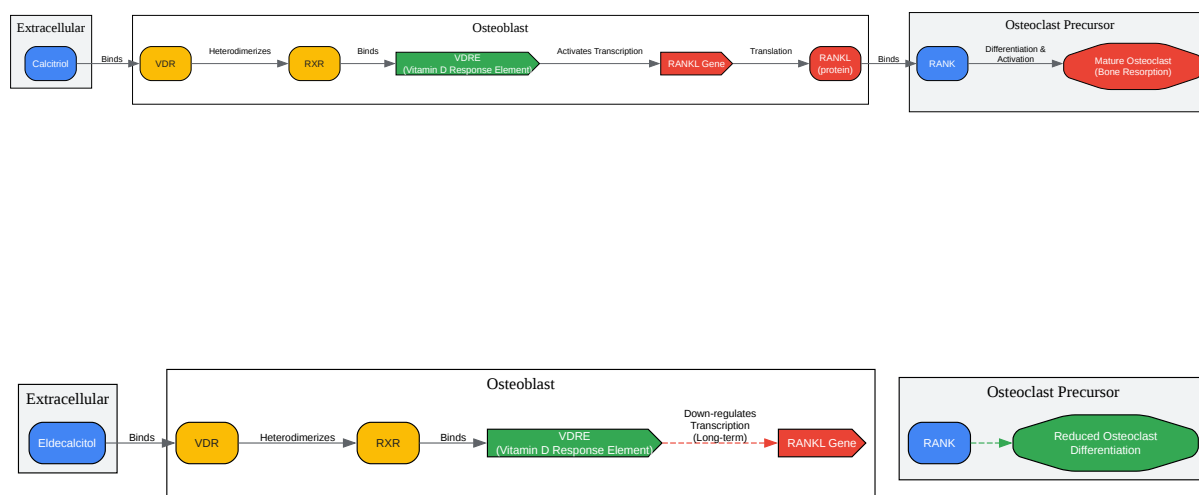 Extracellular
Calcitriol
Binds
Osteoblast
VDR
Heterodimerizes
RXR
Binds
VDRE
(Vitamin D Response Element)
Activates Transcription
RANKL Gene
Translation
RANKL
(protein)
Binds
Osteoclast Precursor
RANK
Differentiation &
Activation
Mature Osteoclast
(Bone Resorption)
Extracellular
Eldecalcitol
Binds
Osteoblast
VDR
Heterodimerizes
RXR
Binds
VDRE
(Vitamin D Response Element)
Down-regulates
Transcription
(Long-term)
RANKL Gene
Osteoclast Precursor
RANK
Reduced Osteoclast
Differentiation